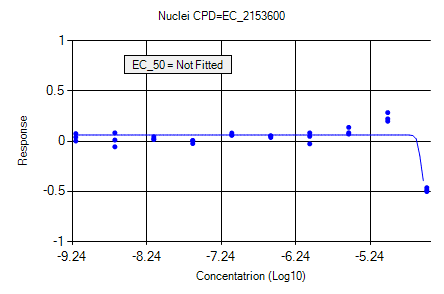 Nuclei CPD=EC_2153600
1
EC_50 = Not Fitted
0.5
0
-0.5
-1
Response
-9.24 -8.24 -7.24 -6.24 -5.24
Concentatrion (Log10)